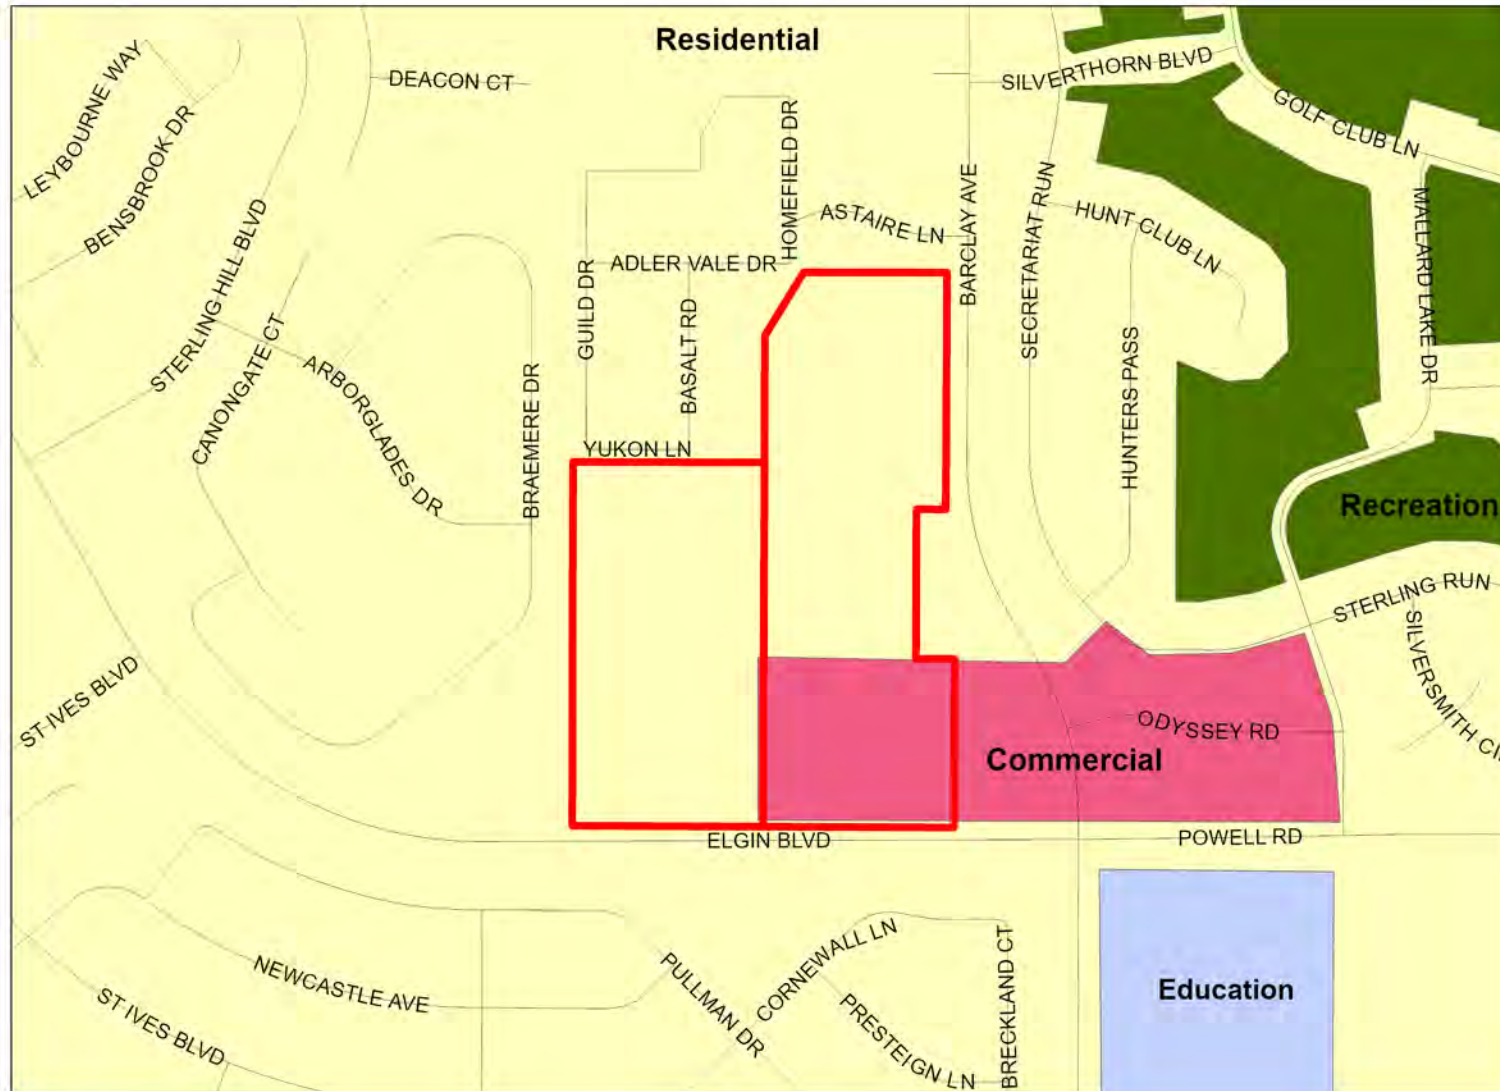 Residential
LEYBOURNE WAY
DEACON CT
SILVERTHORN BLVD
GOLF CLUB LN
BENSBROOK DR
HOMEFIELD DR
ASTAIRE LN
BARCLAY AVE
SECRETARIAT RUN
HUNT CLUB LN
MALLARD LAKE DR
STERLING HILL BLVD
ADLER VALE DR
GUILD DR
BASALT RD
CANONGATE CT
ARBORGLADES DR
BRAEMERE DR
HUNTERS PASS
YUKON LN
Recreation
STERLING RUN
SILVERSMITH CI
ST IVES BLVD
ODYSSEY RD
Commercial
ELGIN BLVD
POWELL RD
NEWCASTLE AVE
PULLMAN DR
CORNEWALL LN
BRECKLAND CT
Education
ST IVES BLVD
PRESTEIGN LN